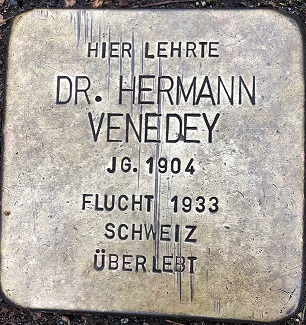 HIER LEHRTE
DR. HERMANN
VENEDEY
JG. 1904
FLUCHT 1933
SCHWEIZ
ÜBERLEBT